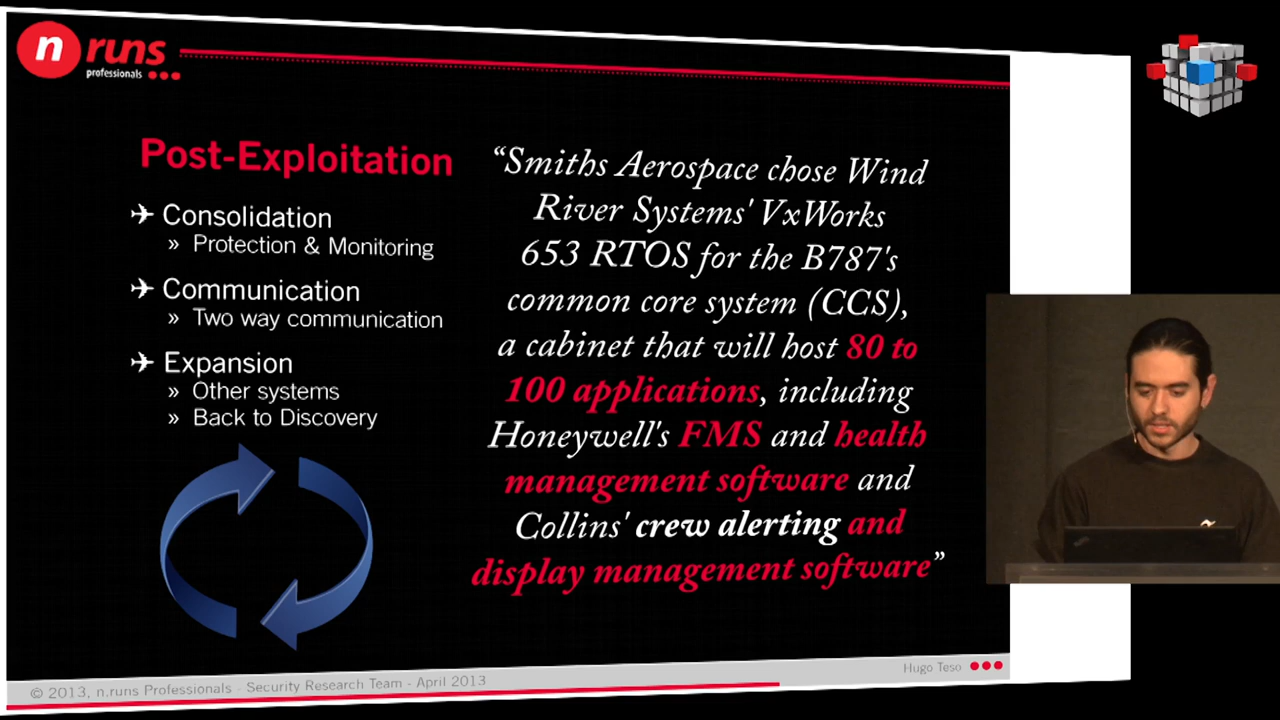 n runs
professionals
Post-Exploitation
Consolidation
» Protection & Monitoring
Communication
» Two way communication
Expansion
» Other systems
» Back to Discovery
“Smiths Aerospace chose Wind
River Systems' VxWorks
653 RTOS for the B787's
common core system (CCS),
a cabinet that will host 80 to
100 applications, including
Honeywell's FMS and health
management software and
Collins' crew alerting and
display management software”
© 2013, n.runs Professionals - Security Research Team - April 2013
Hugo Teso